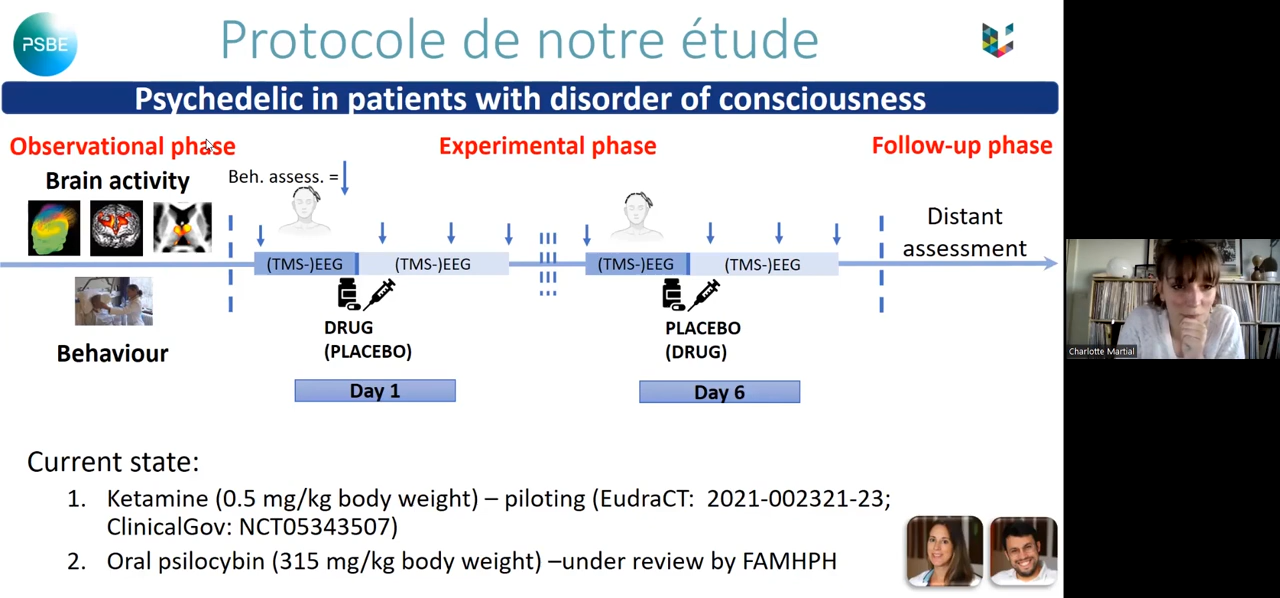 PSBE
Protocole de notre étude
Psychedelic in patients with disorder of consciousness
Observational phase
Experimental phase
Follow-up phase
Brain activity
Beh. assess. =
Distant
assessment
(TMS-)EEG
(TMS-)EEG
(TMS-)EEG
(TMS-)EEG
Behaviour
DRUG
(PLACEBO)
PLACEBO
(DRUG)
Day 1
Day 6
Charlotte Martial
Current state:
1. Ketamine (0.5 mg/kg body weight) – piloting (EudraCT: 2021-002321-23;
ClinicalGov: NCT05343507)
2. Oral psilocybin (315 mg/kg body weight) –under review by FAMHPH